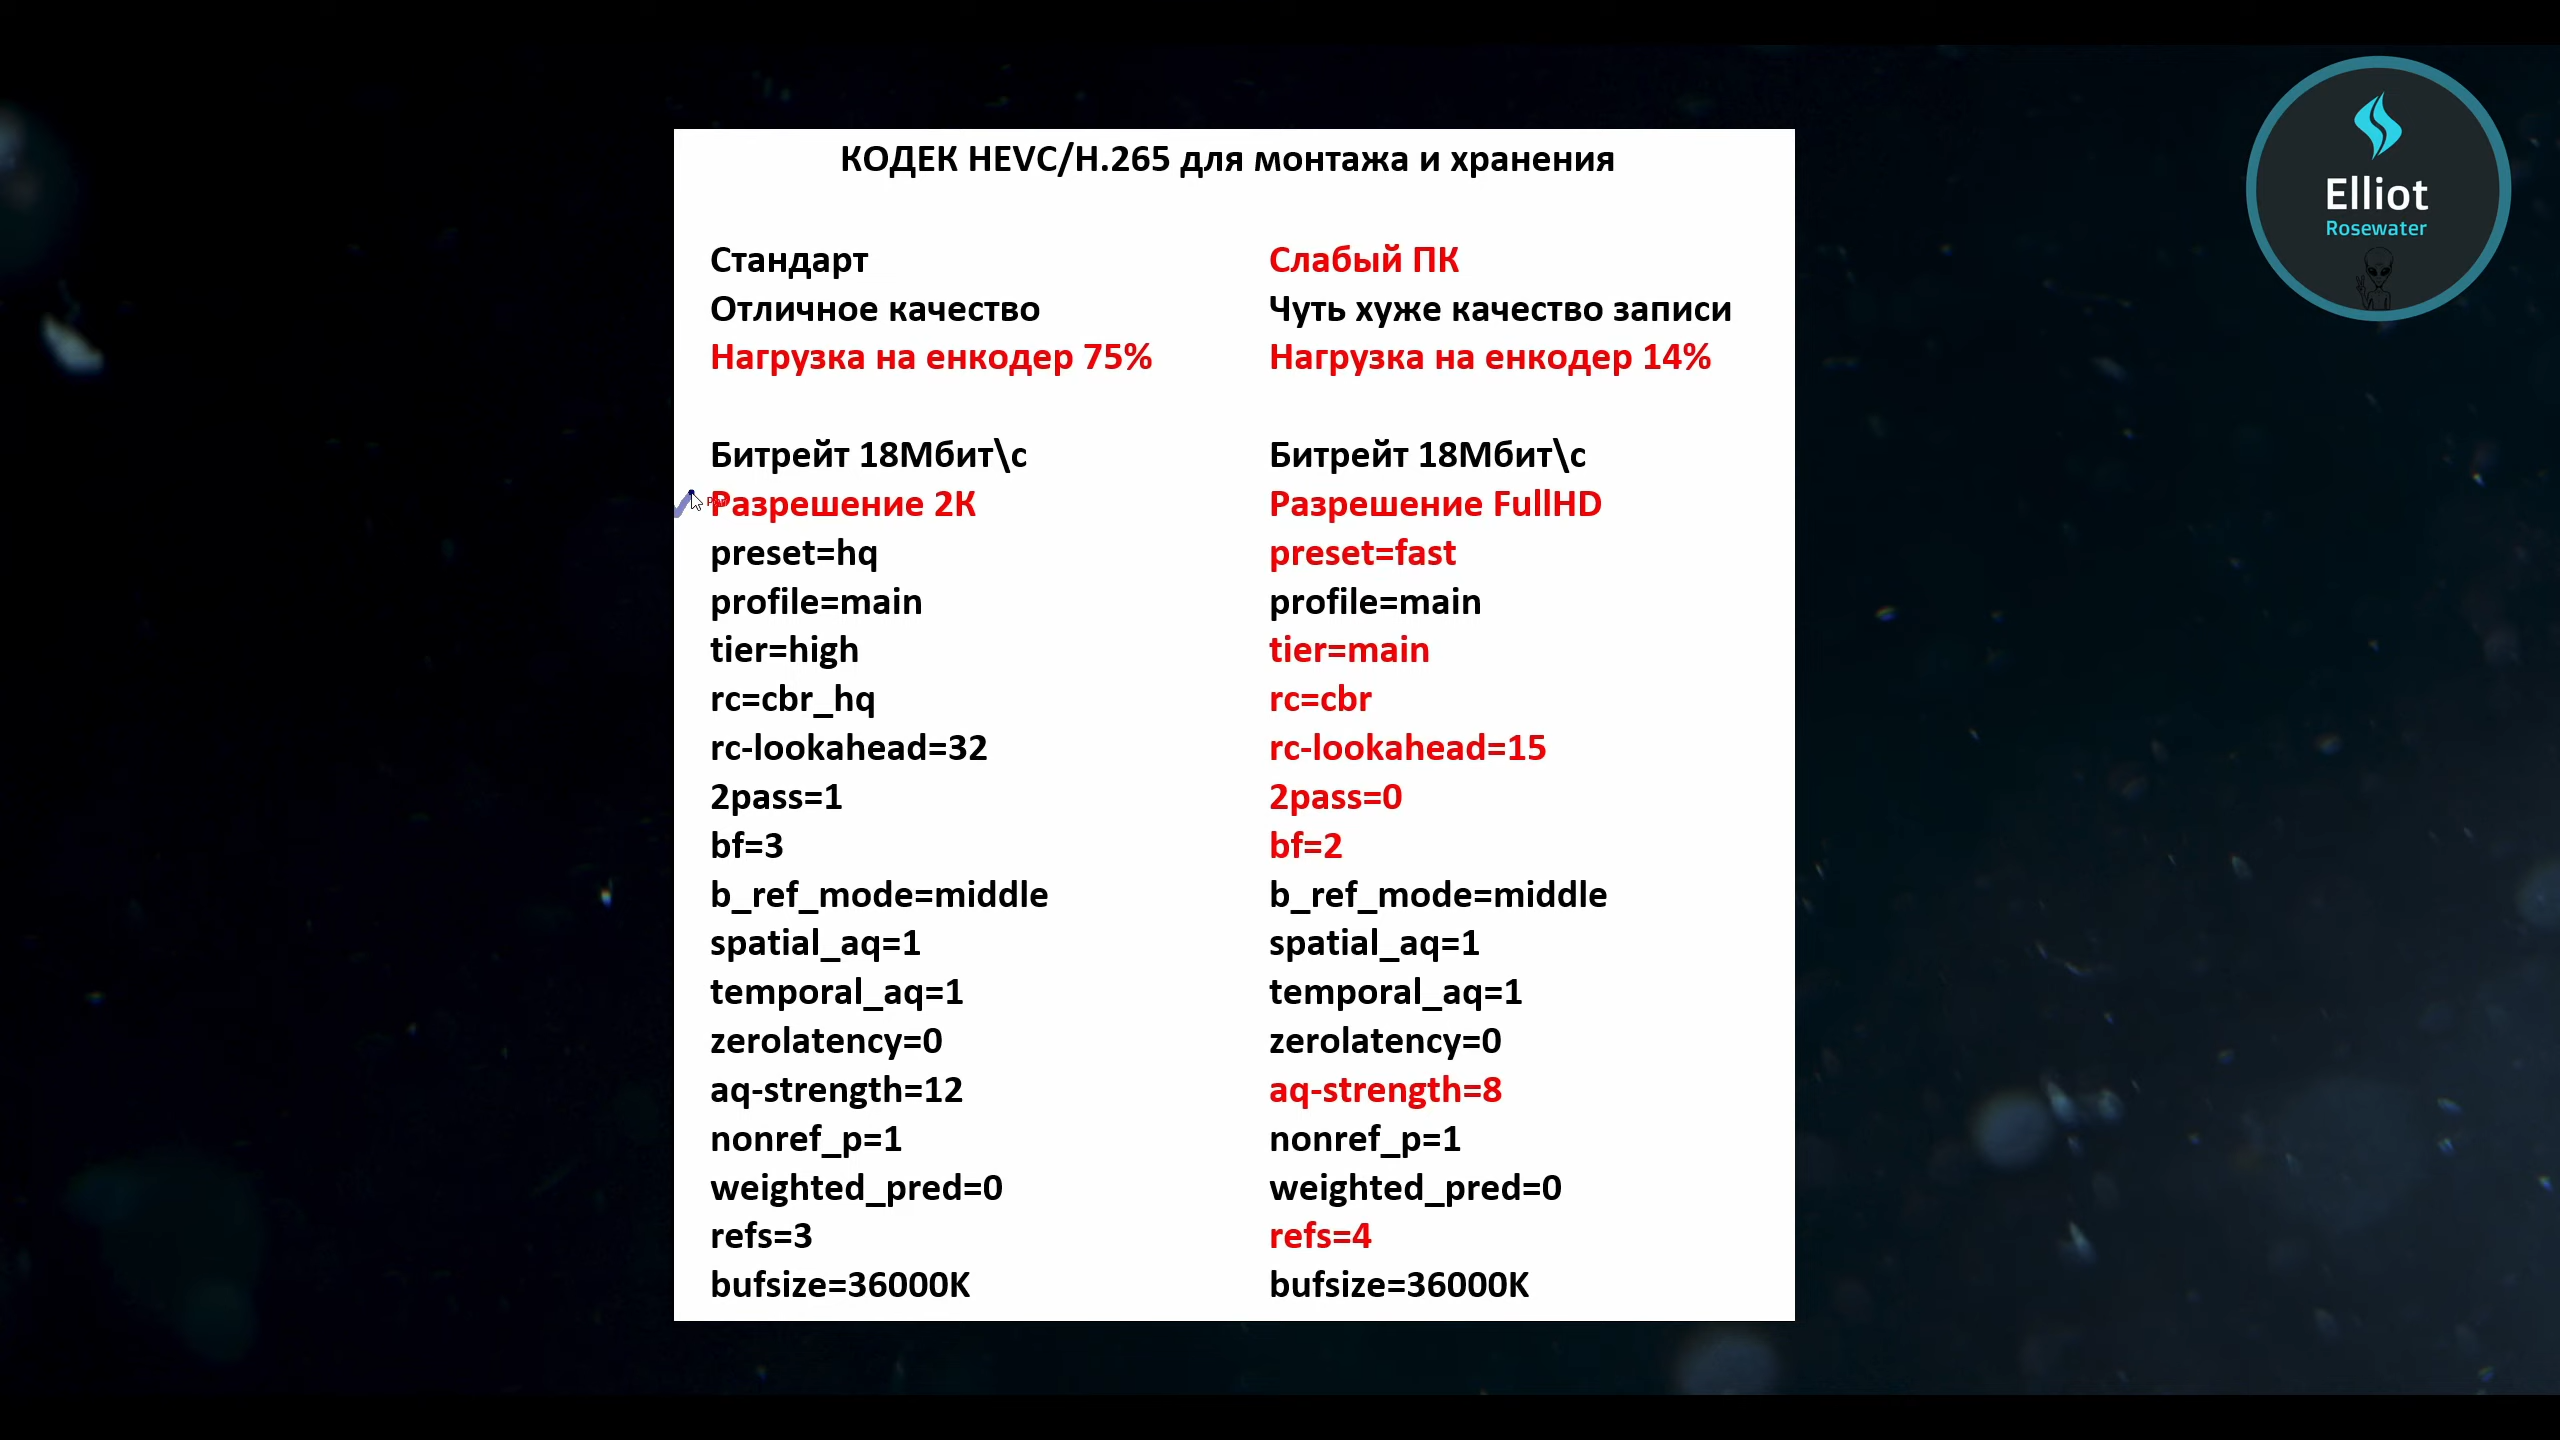 КОДЕК HEVC/H.265 для монтажа и хранения
Стандарт
Отличное качество
Нагрузка на енкодер 75%
Битрейт 18Мбит\с
Разрешение 2К
preset=hq
profile=main
tier=high
rc=cbr_hq
rc-lookahead=32
2pass=1
bf=3
b_ref_mode=middle
spatial_aq=1
temporal_aq=1
zerolatency=0
aq-strength=12
nonref_p=1
weighted_pred=0
refs=3
bufsize=36000K
Слабый ПК
Чуть хуже качество записи
Нагрузка на енкодер 14%
Битрейт 18Мбит\с
Разрешение FullHD
preset=fast
profile=main
tier=main
rc=cbr
rc-lookahead=15
2pass=0
bf=2
b_ref_mode=middle
spatial_aq=1
temporal_aq=1
zerolatency=0
aq-strength=8
nonref_p=1
weighted_pred=0
refs=4
bufsize=36000K
Elliot
Rosewater